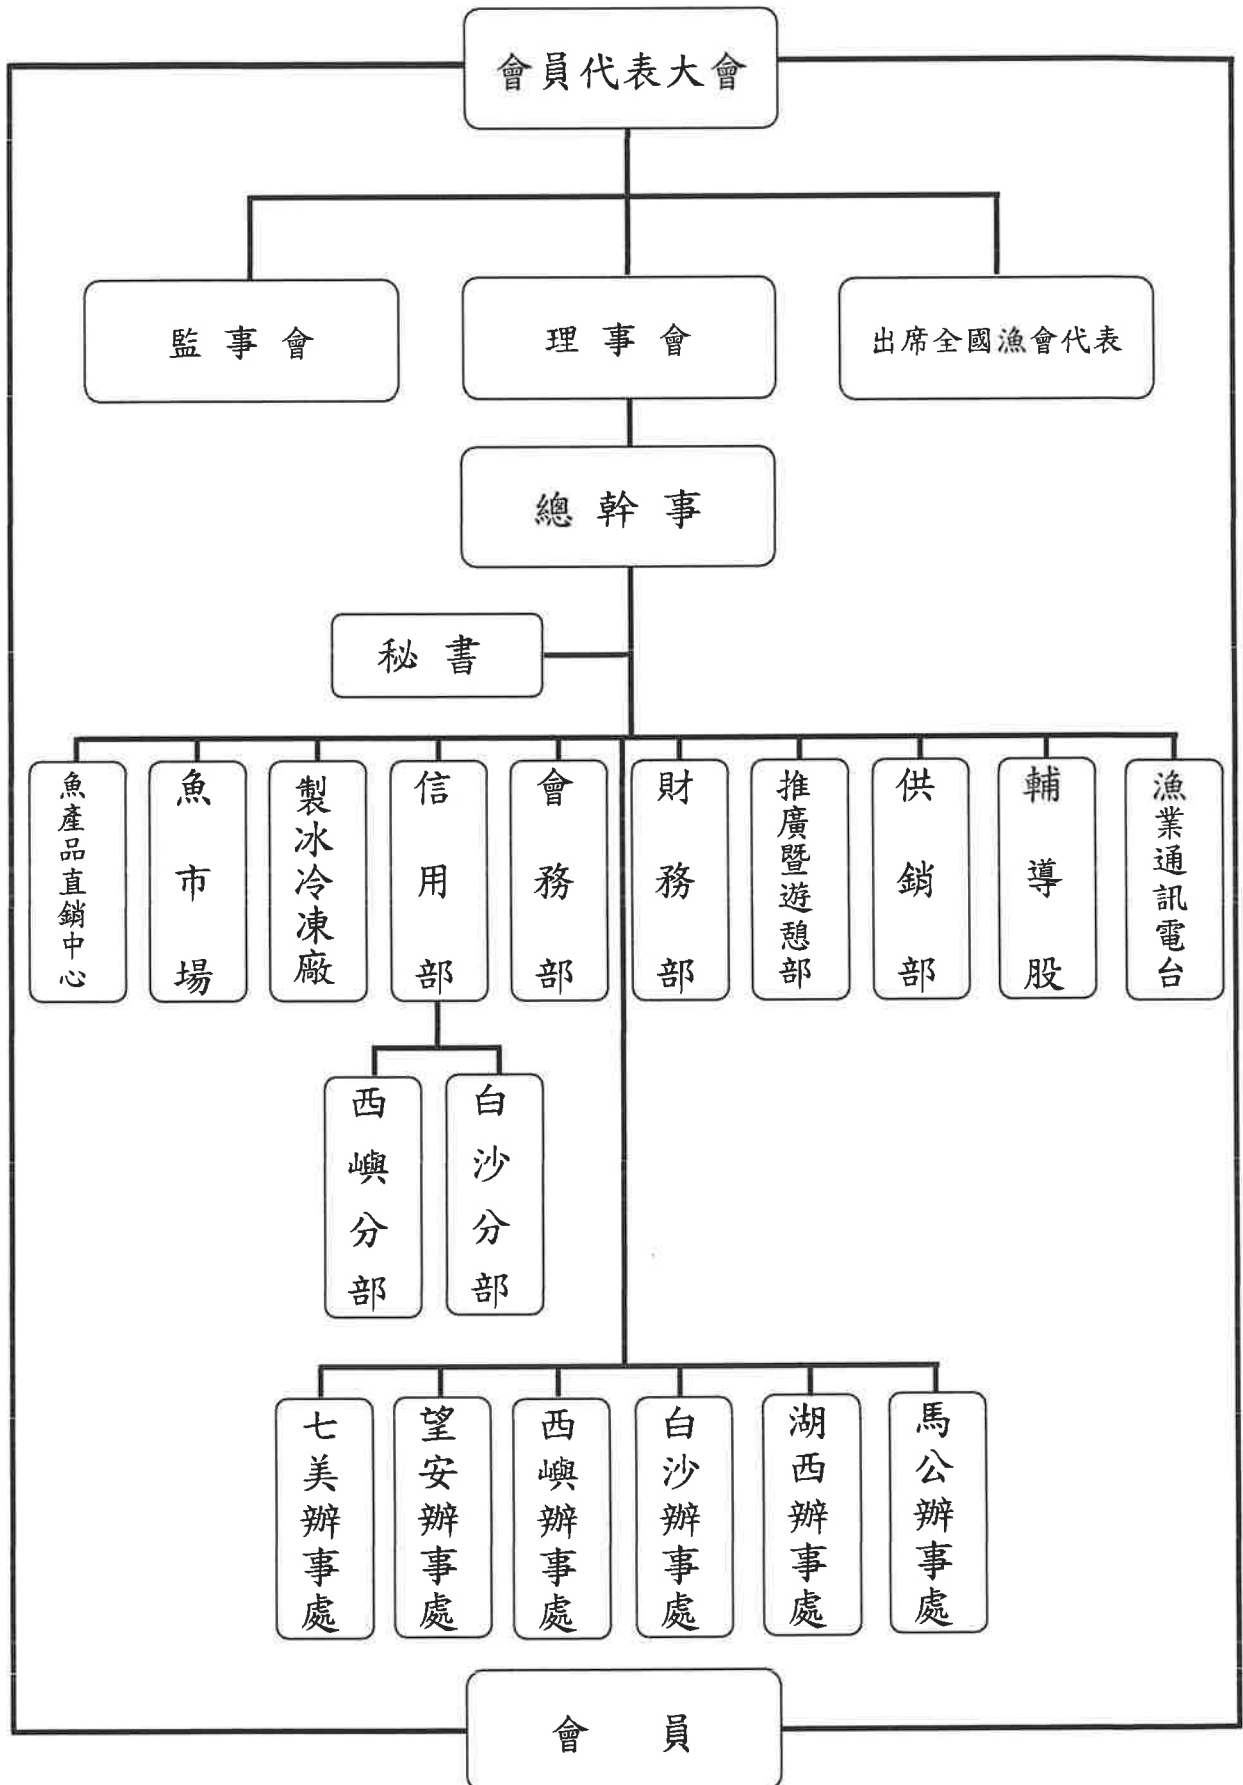 會員代表大會
監事會
理事會
出席全國漁會代表
總幹事
秘書
魚產品直銷中心
魚市場
製冰冷凍廠
信用部
會務部
財務部
推廣暨遊憩部
供銷部
輔導股
漁業通訊電台
西嶼分部
白沙分部
七美辦事處
望安辦事處
西嶼辦事處
白沙辦事處
湖西辦事處
馬公辦事處
會員